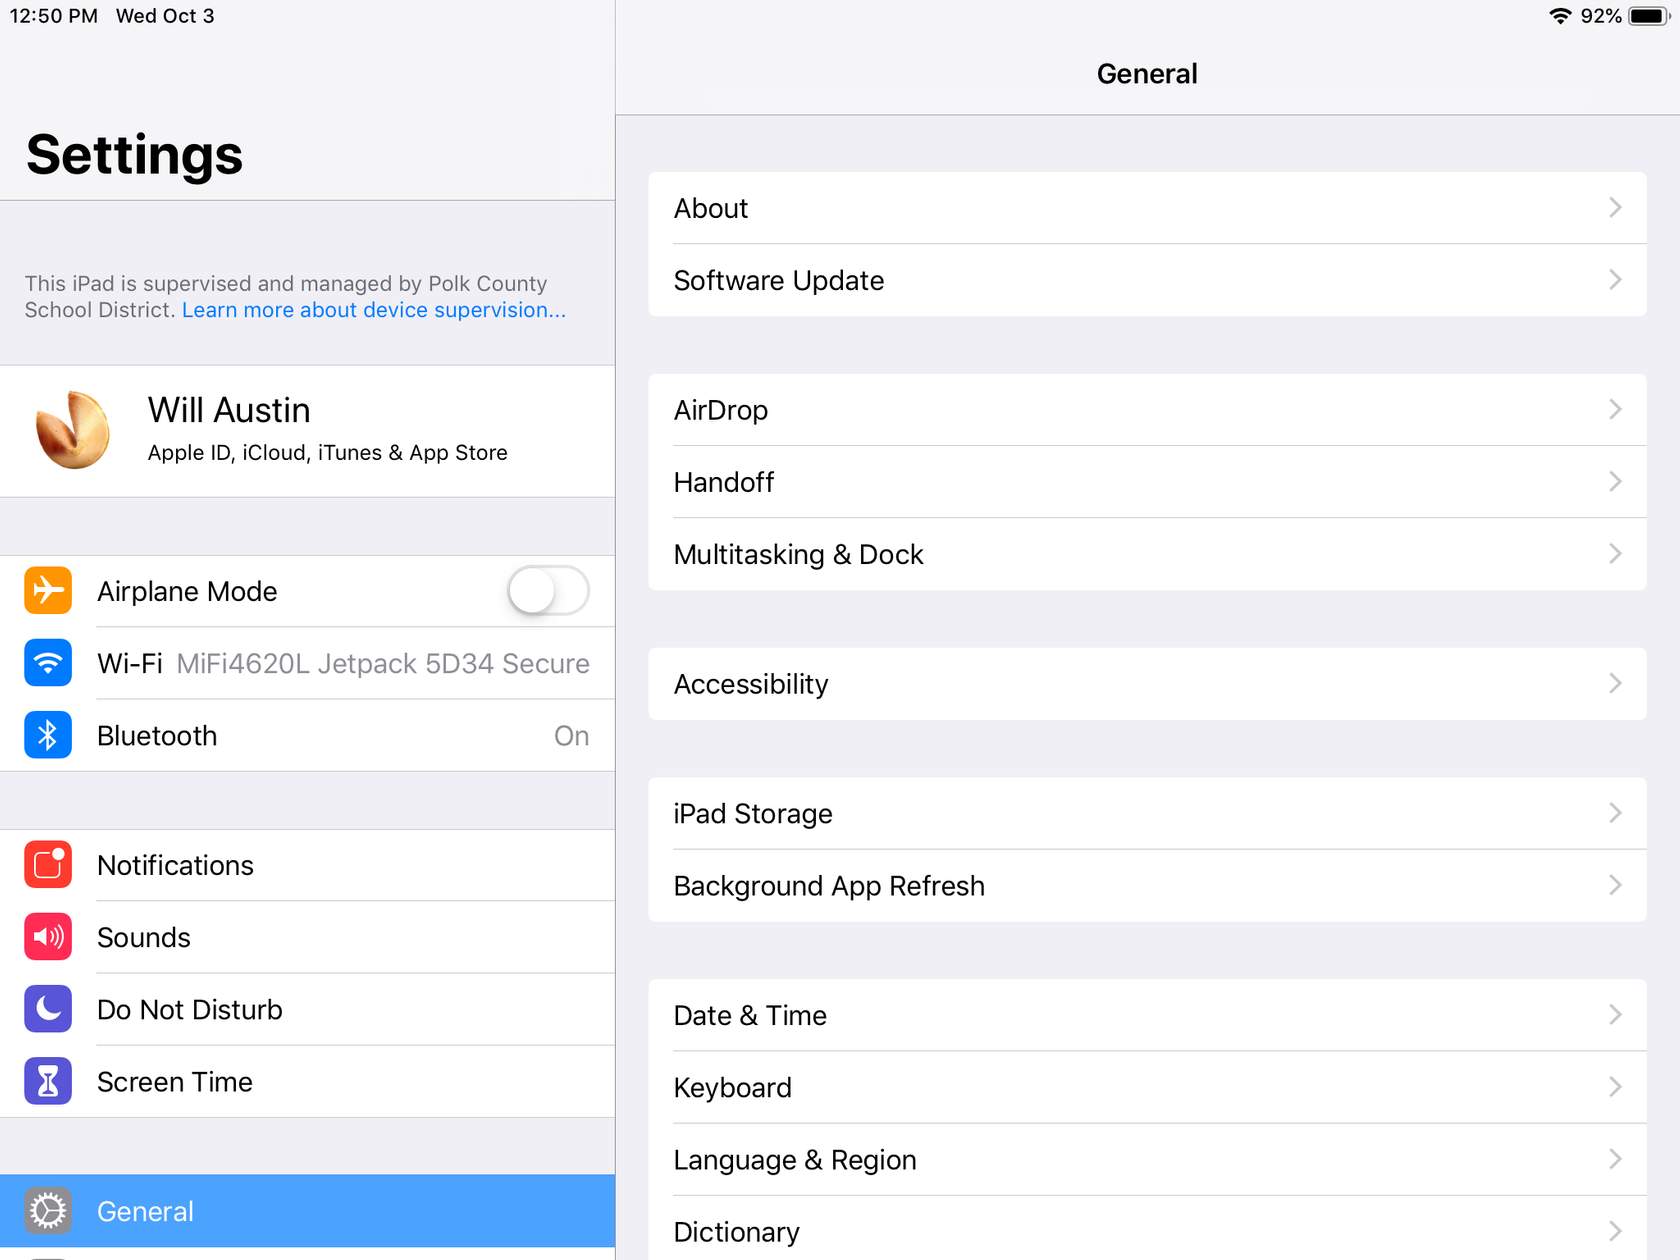 12:50 PM Wed Oct 3
92%
Settings
This iPad is supervised and managed by Polk County
School District. Learn more about device supervision...
Will Austin
Apple ID, iCloud, iTunes & App Store
Airplane Mode
Wi-Fi MiFi4620L Jetpack 5D34 Secure
Bluetooth On
Notifications
Sounds
Do Not Disturb
Screen Time
General
General
About
Software Update
AirDrop
Handoff
Multitasking & Dock
Accessibility
iPad Storage
Background App Refresh
Date & Time
Keyboard
Language & Region
Dictionary